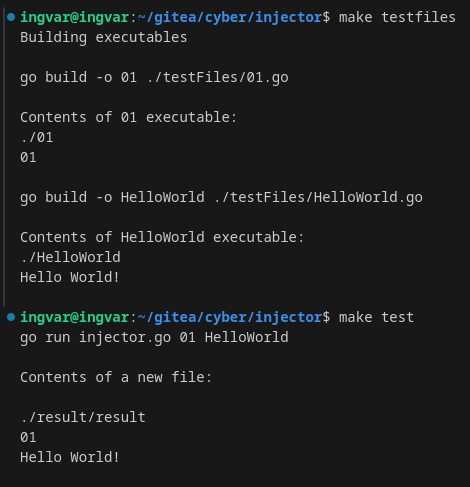 ingvar@ingvar:~/gitea/cyber/injector$ make testfiles
Building executables
go build -o 01 ./testFiles/01.go
Contents of 01 executable:
./01
01
go build -o HelloWorld ./testFiles/HelloWorld.go
Contents of HelloWorld executable:
./HelloWorld
Hello World!
ingvar@ingvar:~/gitea/cyber/injector$ make test
go run injector.go 01 HelloWorld
Contents of a new file:
./result/result
01
Hello World!